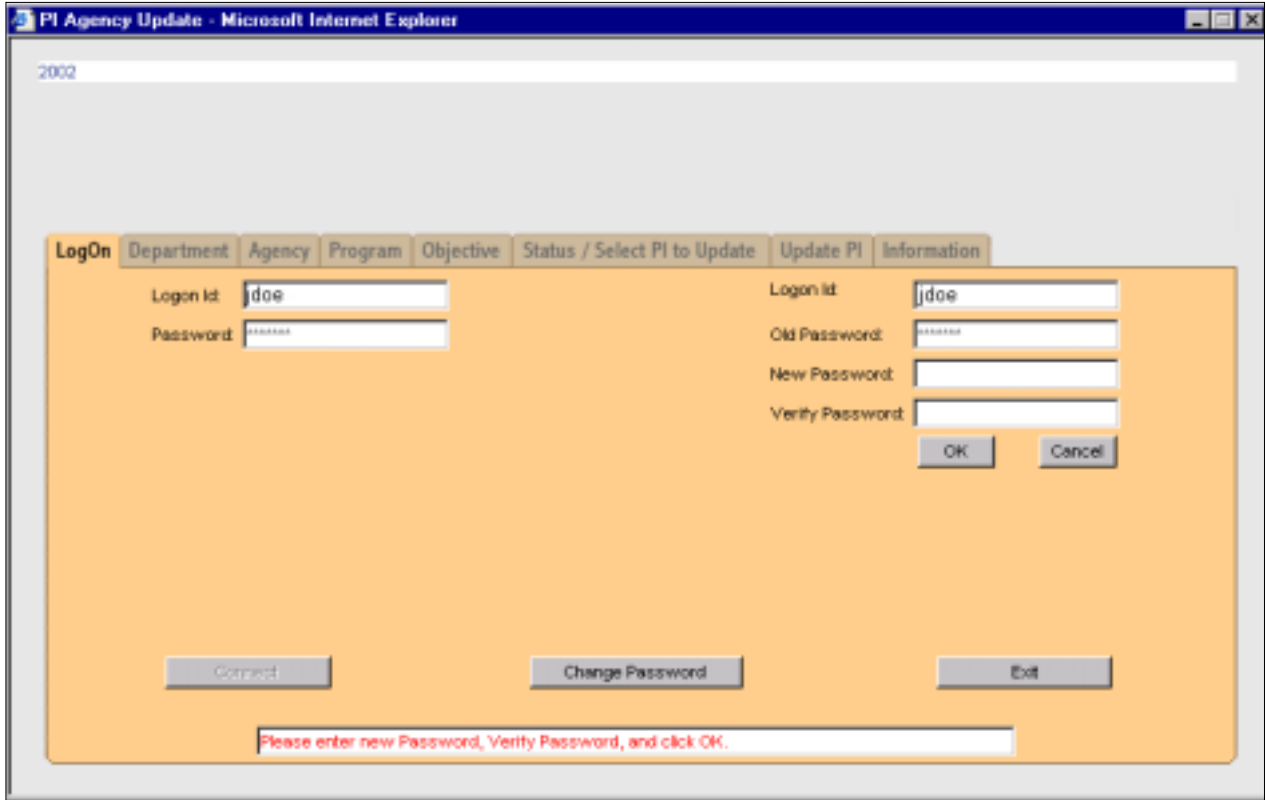 PI Agency Update - Microsoft Internet Explorer
2002
LogOn Department Agency Program Objective Status / Select PI to Update Update PI Information
Logon Id: jdoe
Password: *******
Logon Id: jdoe
Old Password: *******
New Password:
Verify Password:
OK Cancel
Connect Change Password Exit
Please enter new Password, Verify Password, and click OK.